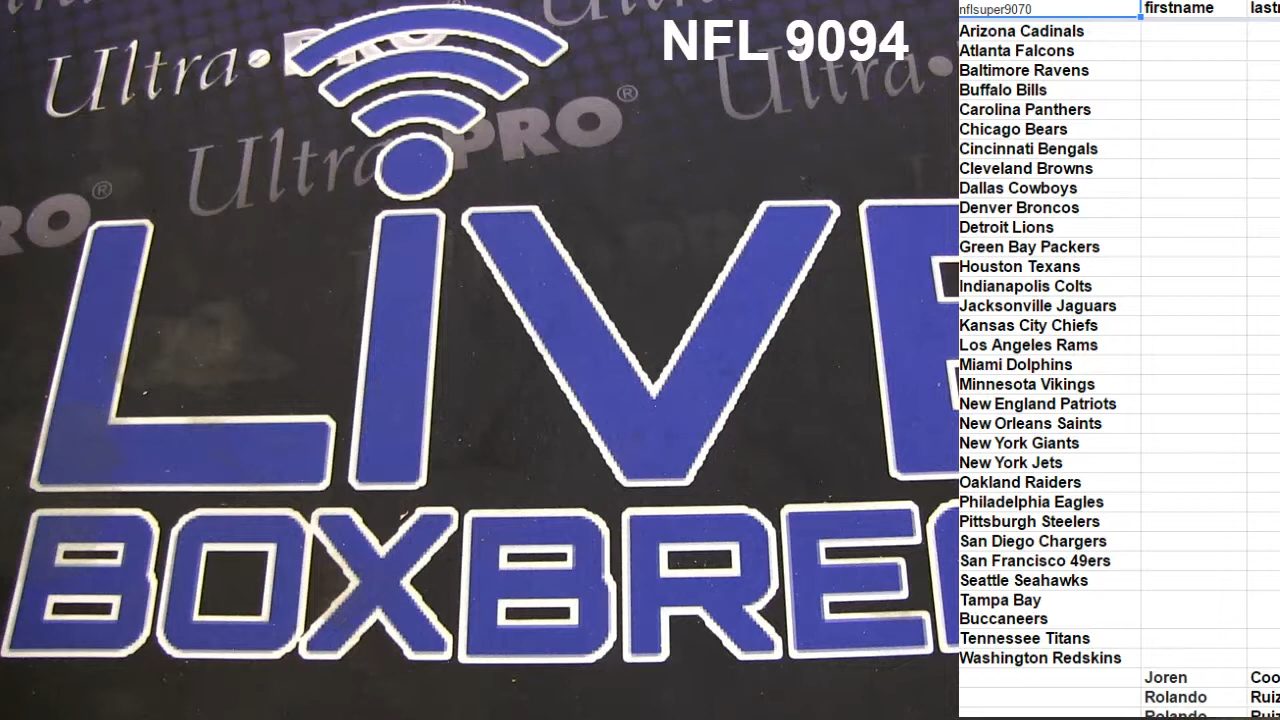 Ultra•PRO
Ultra
NFL 9094
Ultra•PRO®
Ultra•
RO®
LiVE
BOXBRE
nflsuper9070 firstname lastn
Arizona Cadinals
Atlanta Falcons
Baltimore Ravens
Buffalo Bills
Carolina Panthers
Chicago Bears
Cincinnati Bengals
Cleveland Browns
Dallas Cowboys
Denver Broncos
Detroit Lions
Green Bay Packers
Houston Texans
Indianapolis Colts
Jacksonville Jaguars
Kansas City Chiefs
Los Angeles Rams
Miami Dolphins
Minnesota Vikings
New England Patriots
New Orleans Saints
New York Giants
New York Jets
Oakland Raiders
Philadelphia Eagles
Pittsburgh Steelers
San Diego Chargers
San Francisco 49ers
Seattle Seahawks
Tampa Bay
Buccaneers
Tennessee Titans
Washington Redskins
Joren Coo
Rolando Ruiz
Rolando Ruiz